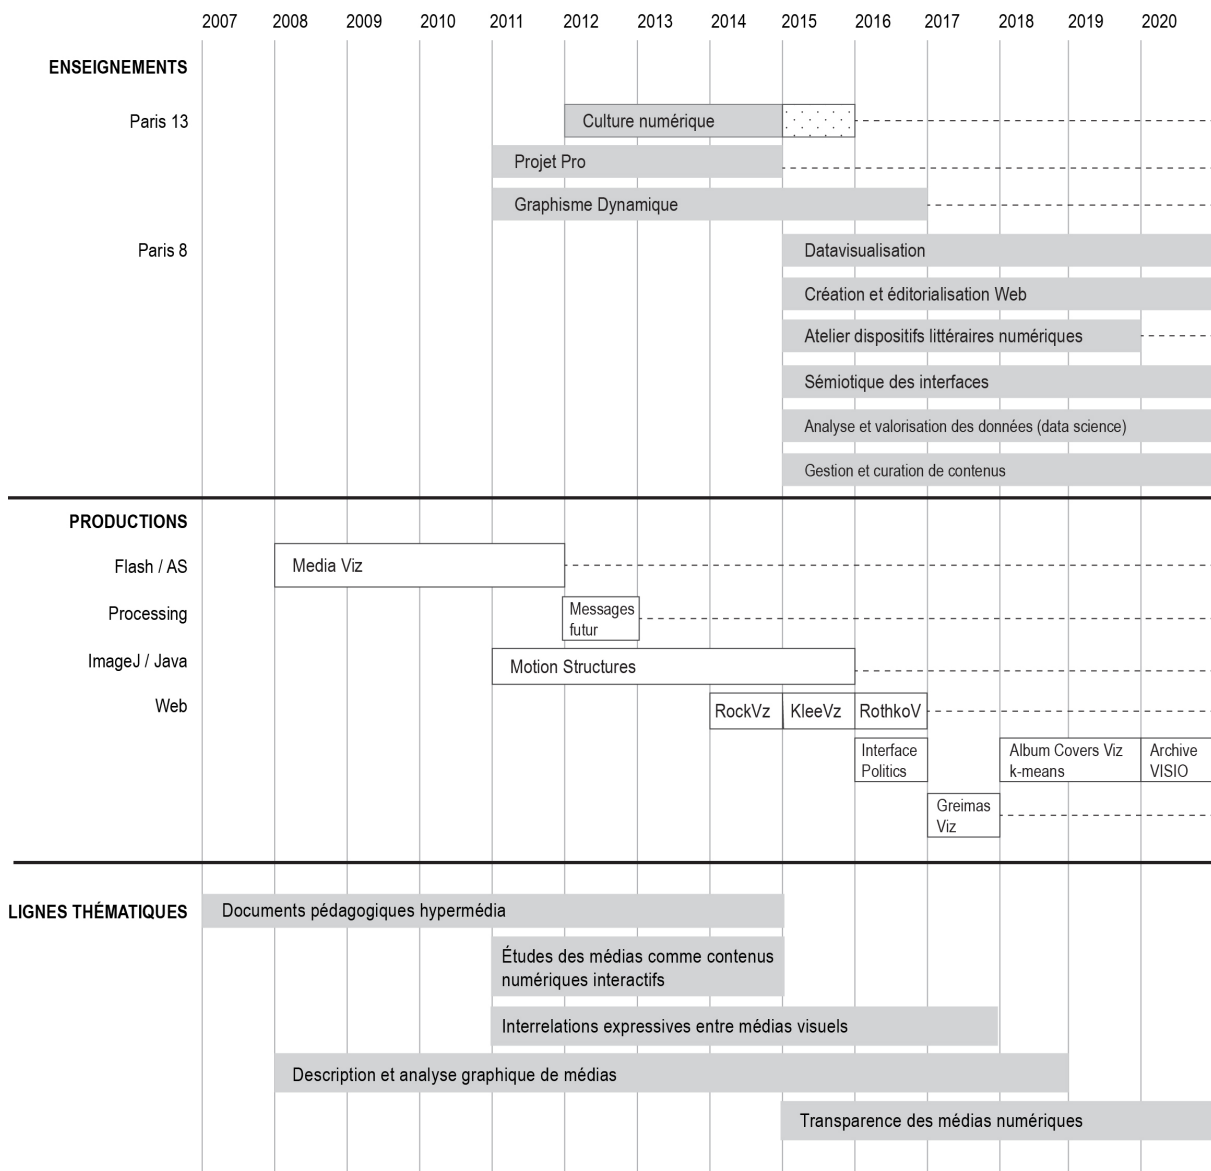 2007 2008 2009 2010 2011 2012 2013 2014 2015 2016 2017 2018 2019 2020
ENSEIGNEMENTS
Paris 13 Culture numérique
Projet Pro
Graphisme Dynamique
Paris 8 Datavisualisation
Création et éditorialisation Web
Atelier dispositifs littéraires numériques
Sémiotique des interfaces
Analyse et valorisation des données (data science)
Gestion et curation de contenus
PRODUCTIONS
Flash / AS Media Viz
Processing Messages
futur
ImageJ / Java Motion Structures
Web RockVz KleeVz RothkoV
Interface Album Covers Viz Archive
Politics k-means VISIO
Greimas
Viz
LIGNES THÉMATIQUES Documents pédagogiques hypermédia
Études des médias comme contenus
numériques interactifs
Interrelations expressives entre médias visuels
Description et analyse graphique de médias
Transparence des médias numériques